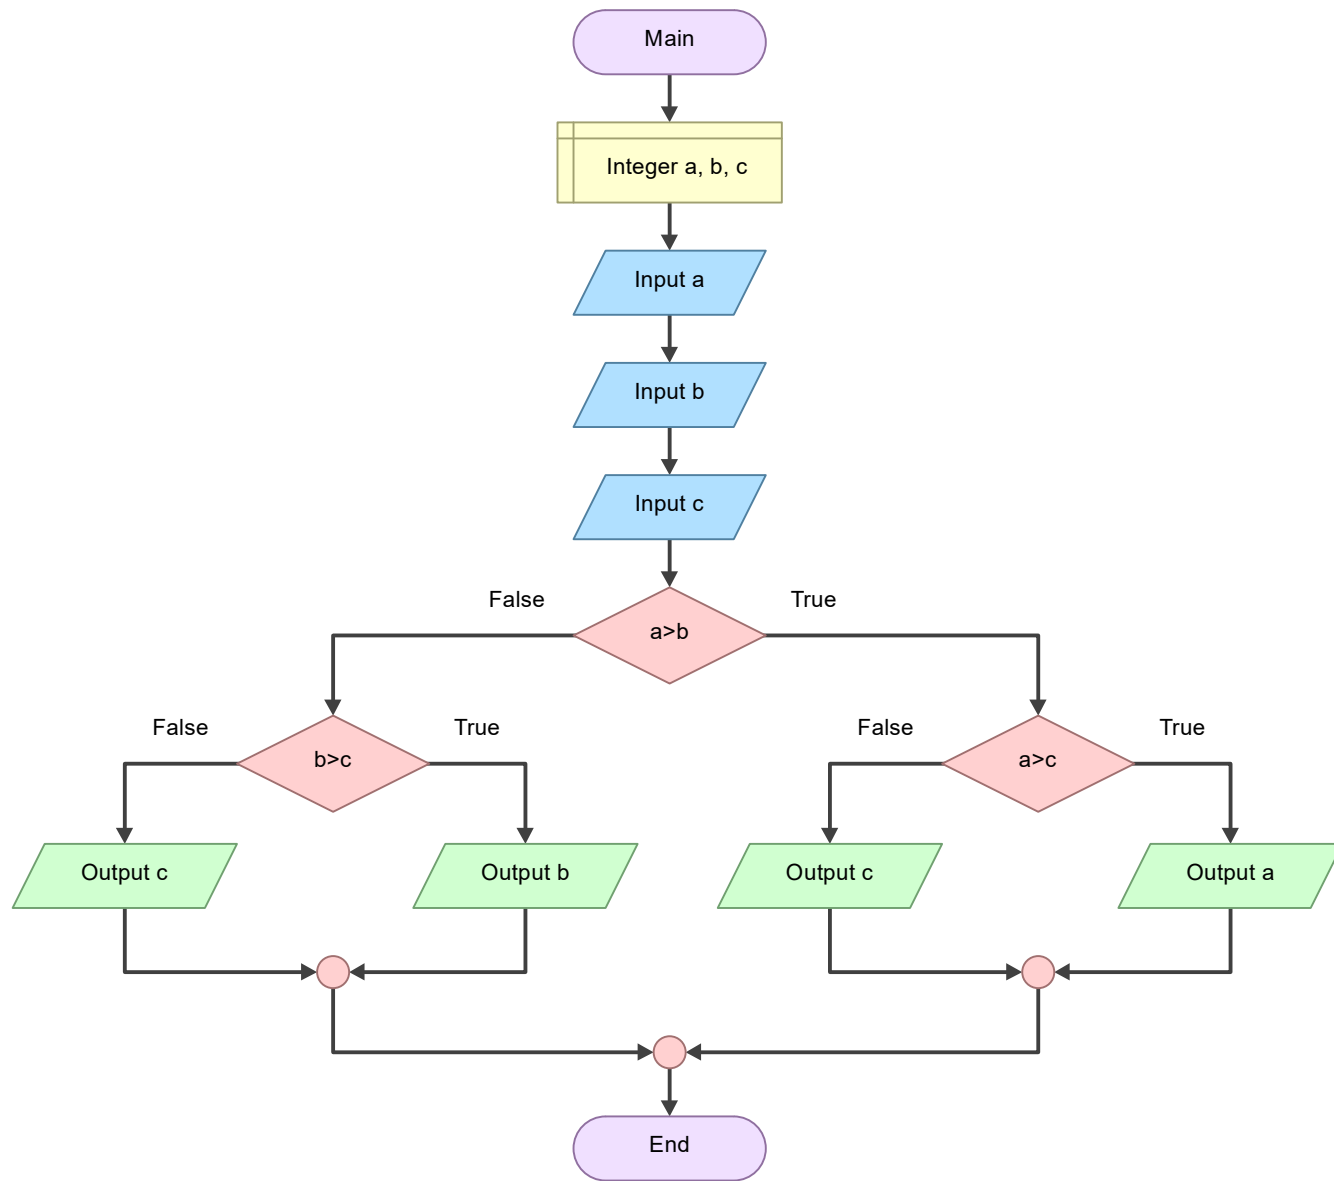 Main
Integer a, b, c
Input a
Input b
Input c
False
True
a>b
False
True
False
True
b>c
a>c
Output c
Output b
Output c
Output a
End